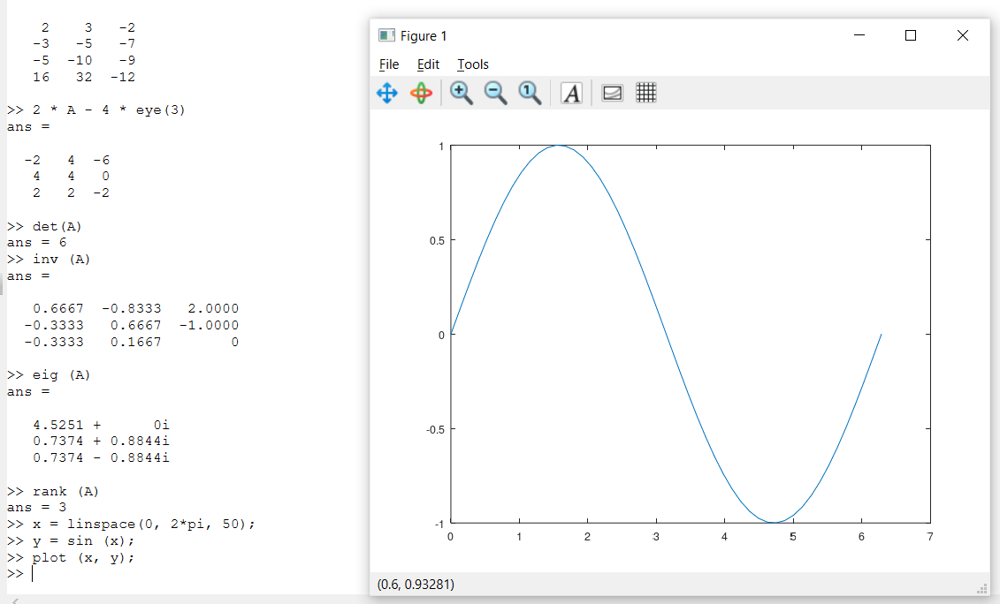 2    3   -2
-3   -5   -7
-5  -10   -9
16   32  -12
>> 2 * A - 4 * eye(3)
ans =
-2   4  -6
4   4   0
2   2  -2
>> det(A)
ans = 6
>> inv (A)
ans =
0.6667  -0.8333   2.0000
-0.3333   0.6667  -1.0000
-0.3333   0.1667        0
>> eig (A)
ans =
4.5251 +      0i
0.7374 + 0.8844i
0.7374 - 0.8844i
>> rank (A)
ans = 3
>> x = linspace(0, 2*pi, 50);
>> y = sin (x);
>> plot (x, y);
>>
Figure 1
File Edit Tools
1 A
1
0.5
0
-0.5
-1
0 1 2 3 4 5 6 7
(0.6, 0.93281)